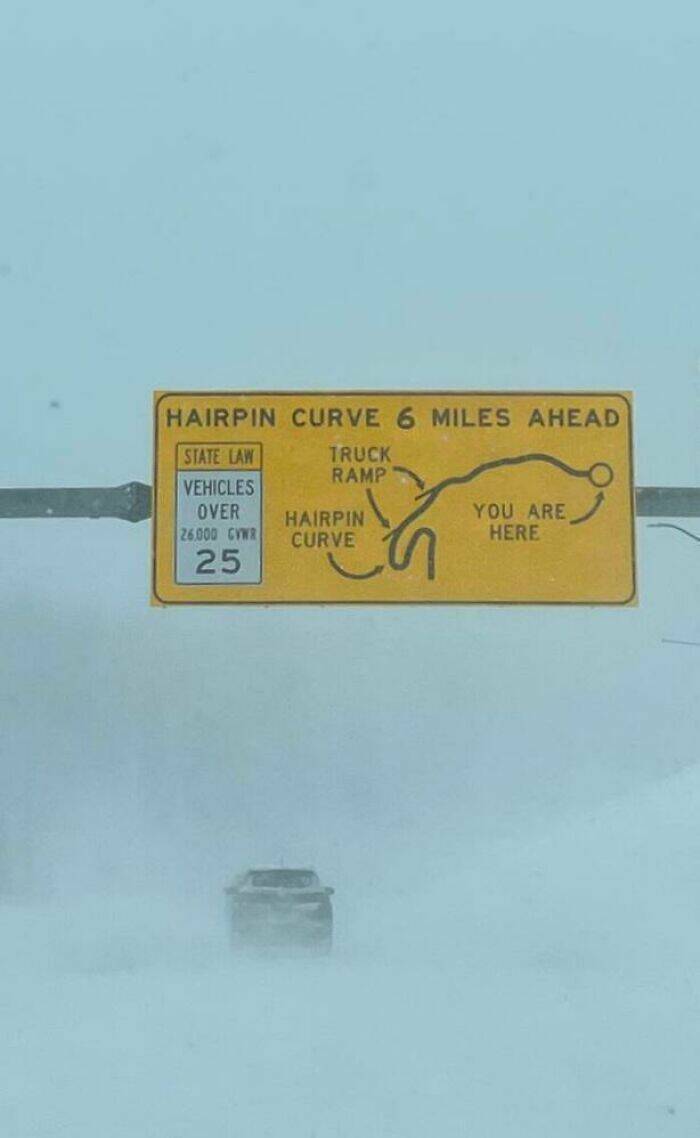 HAIRPIN CURVE 6 MILES AHEAD
STATE LAW
VEHICLES
OVER
26,000 GVWR
25
TRUCK
RAMP
HAIRPIN
CURVE
YOU ARE
HERE